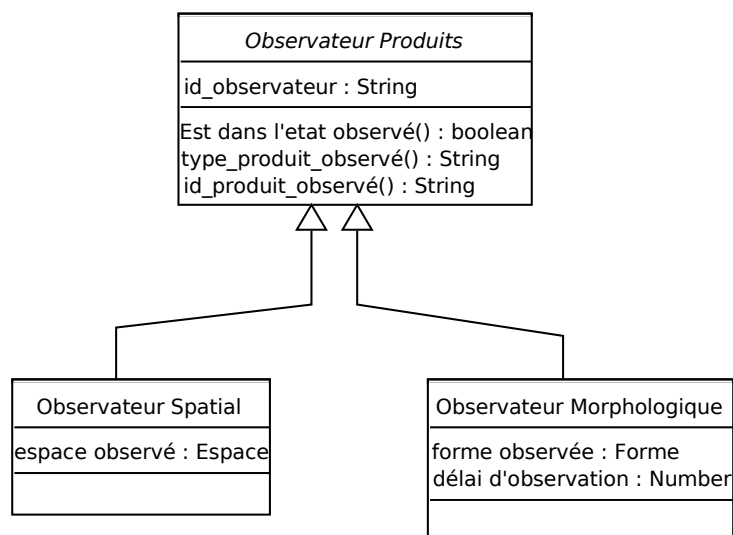 Observateur Produits
id_observateur : String
Est dans l'etat observé() : boolean
type_produit_observé() : String
id_produit_observé() : String
Observateur Spatial
espace observé : Espace
Observateur Morphologique
forme observée : Forme
délai d'observation : Number